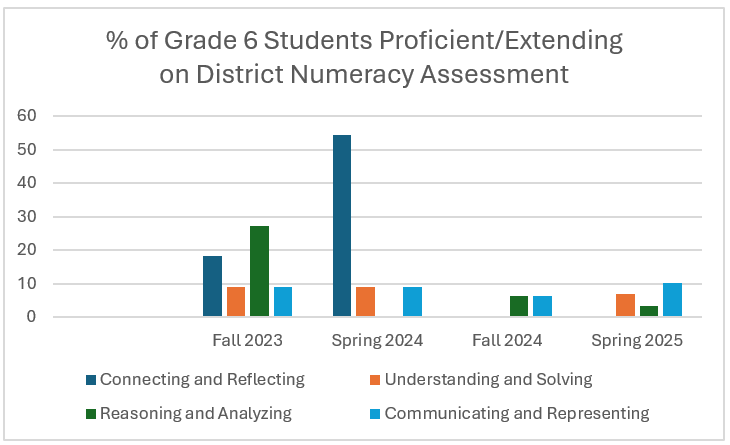 % of Grade 6 Students Proficient/Extending
on District Numeracy Assessment
60
50
40
30
20
10
0
Fall 2023 Spring 2024 Fall 2024 Spring 2025
Connecting and Reflecting Understanding and Solving
Reasoning and Analyzing Communicating and Representing